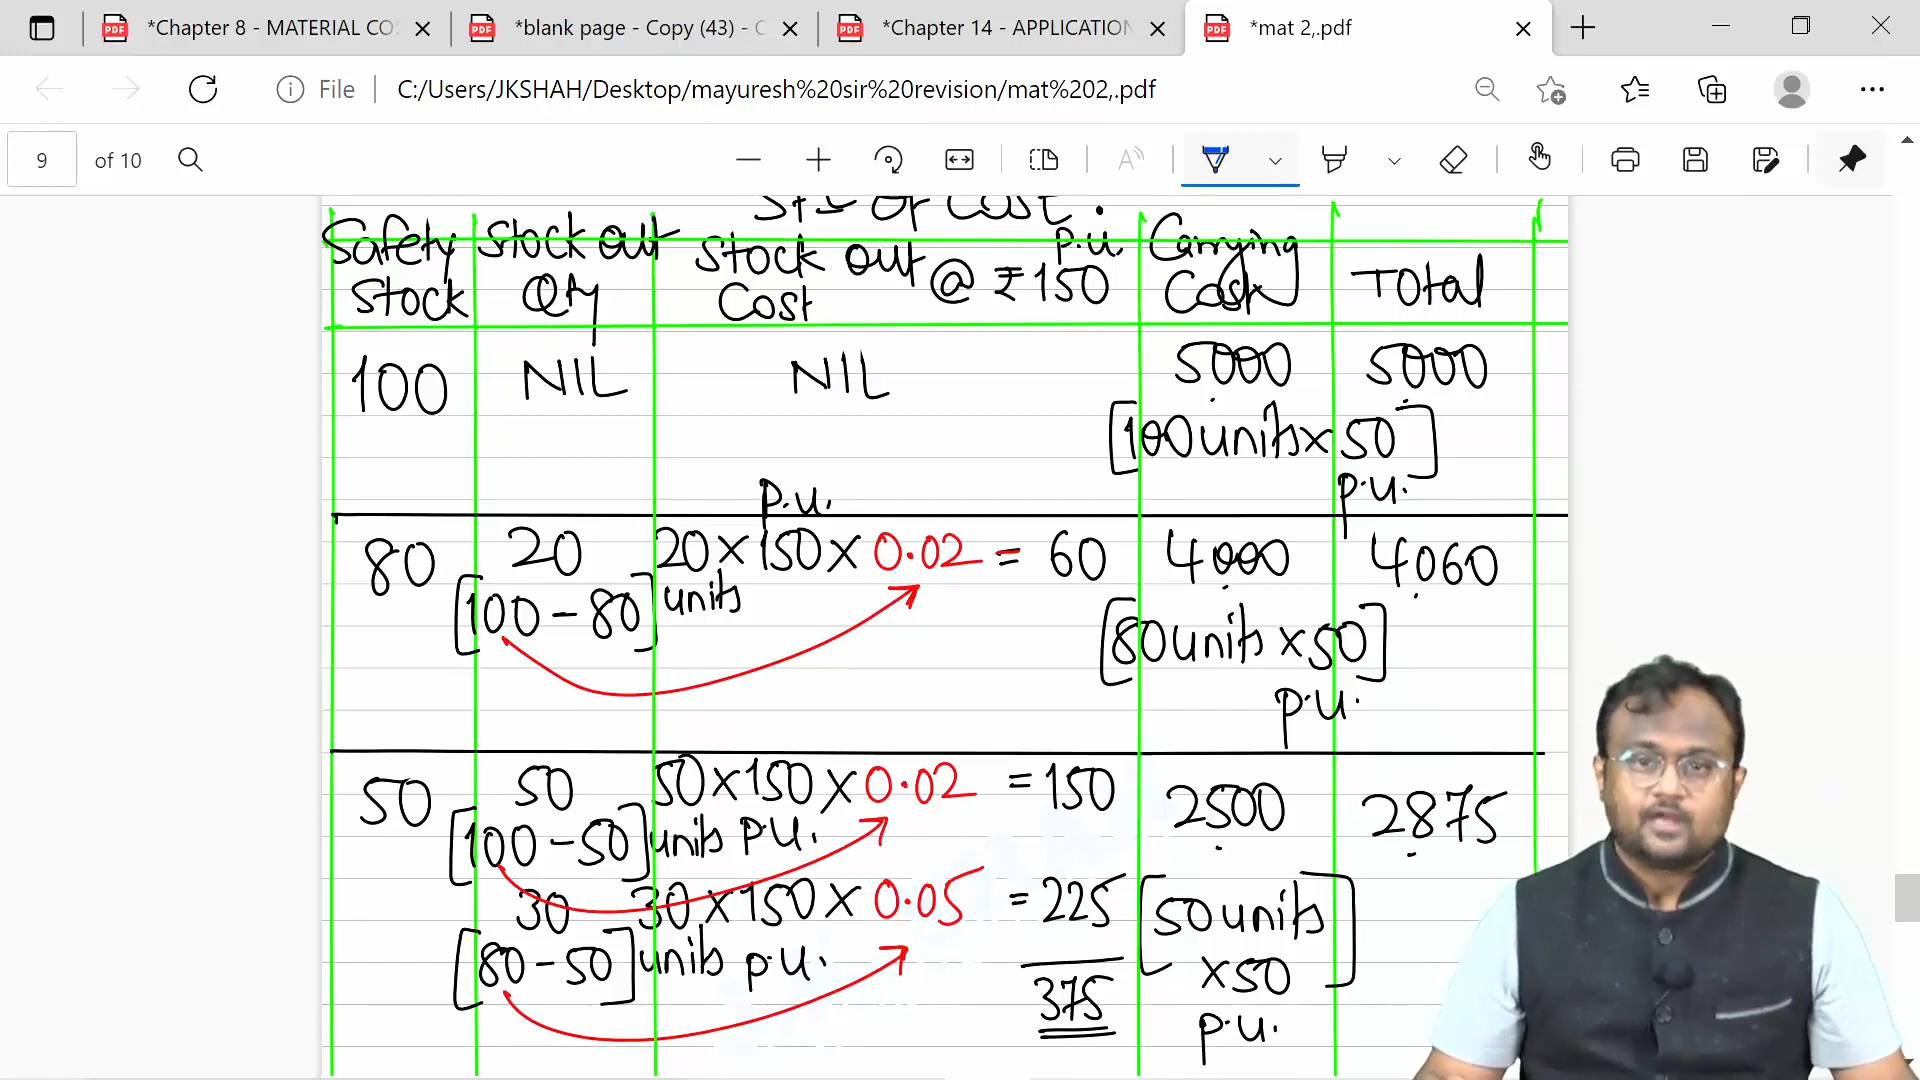 *Chapter 8 - MATERIAL CO
*blank page - Copy (43) - C
*Chapter 14 - APPLICATION
*mat 2,.pdf
File
C:/Users/JKSHAH/Desktop/mayuresh%20sir%20revision/mat%202,.pdf
9 of 10
Safety Stock
Stock out Qty
Stock out Cost @ ₹150 p.u.
Carrying Cost
Total
100 NIL NIL 5000 5000
[100 units × 50]
p.u.
p.u.
80 20 20 × 150 × 0.02 = 60 4000 4060
[100 - 80] units [80 units × 50]
p.u.
50 50 50 × 150 × 0.02 = 150 2500 2875
[100 - 50] units p.u.
30 30 × 150 × 0.05 = 225 [50 units
[80 - 50] units p.u. × 50]
375 p.u.